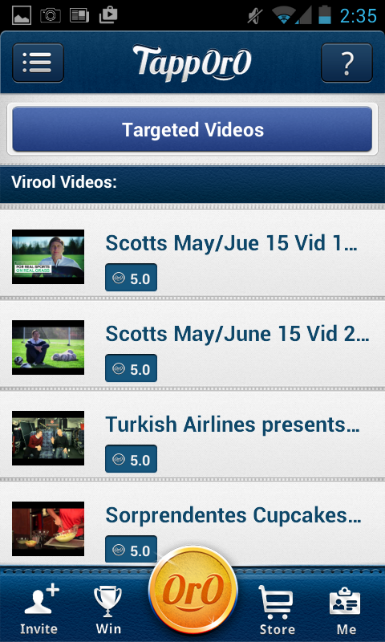 2:35
TappOrO
?
Targeted Videos
Virool Videos:
Scotts May/Jue 15 Vid 1...
5.0
Scotts May/June 15 Vid 2...
5.0
Turkish Airlines presents...
5.0
Sorprendentes Cupcakes...
5.0
OrO
Invite
Win
Store
Me